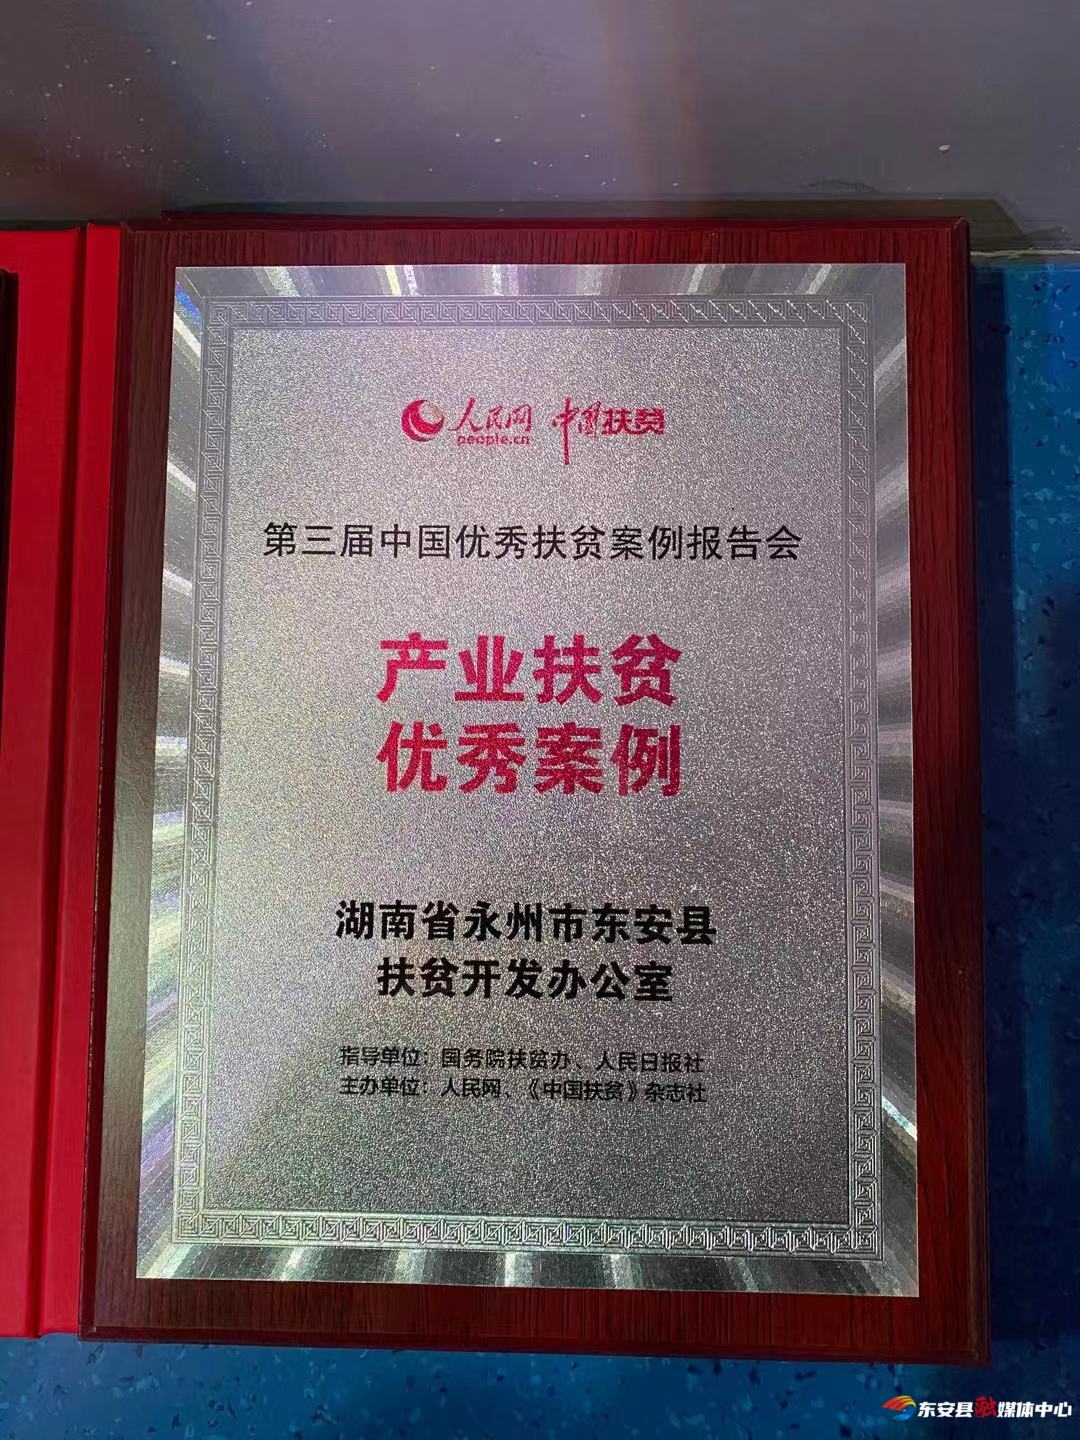 人民网 中国扶贫
people.cn
第三届中国优秀扶贫案例报告会
产业扶贫
优秀案例
湖南省永州市东安县
扶贫开发办公室
指导单位：国务院扶贫办、人民日报社
主办单位：人民网、《中国扶贫》杂志社
东安县融媒体中心